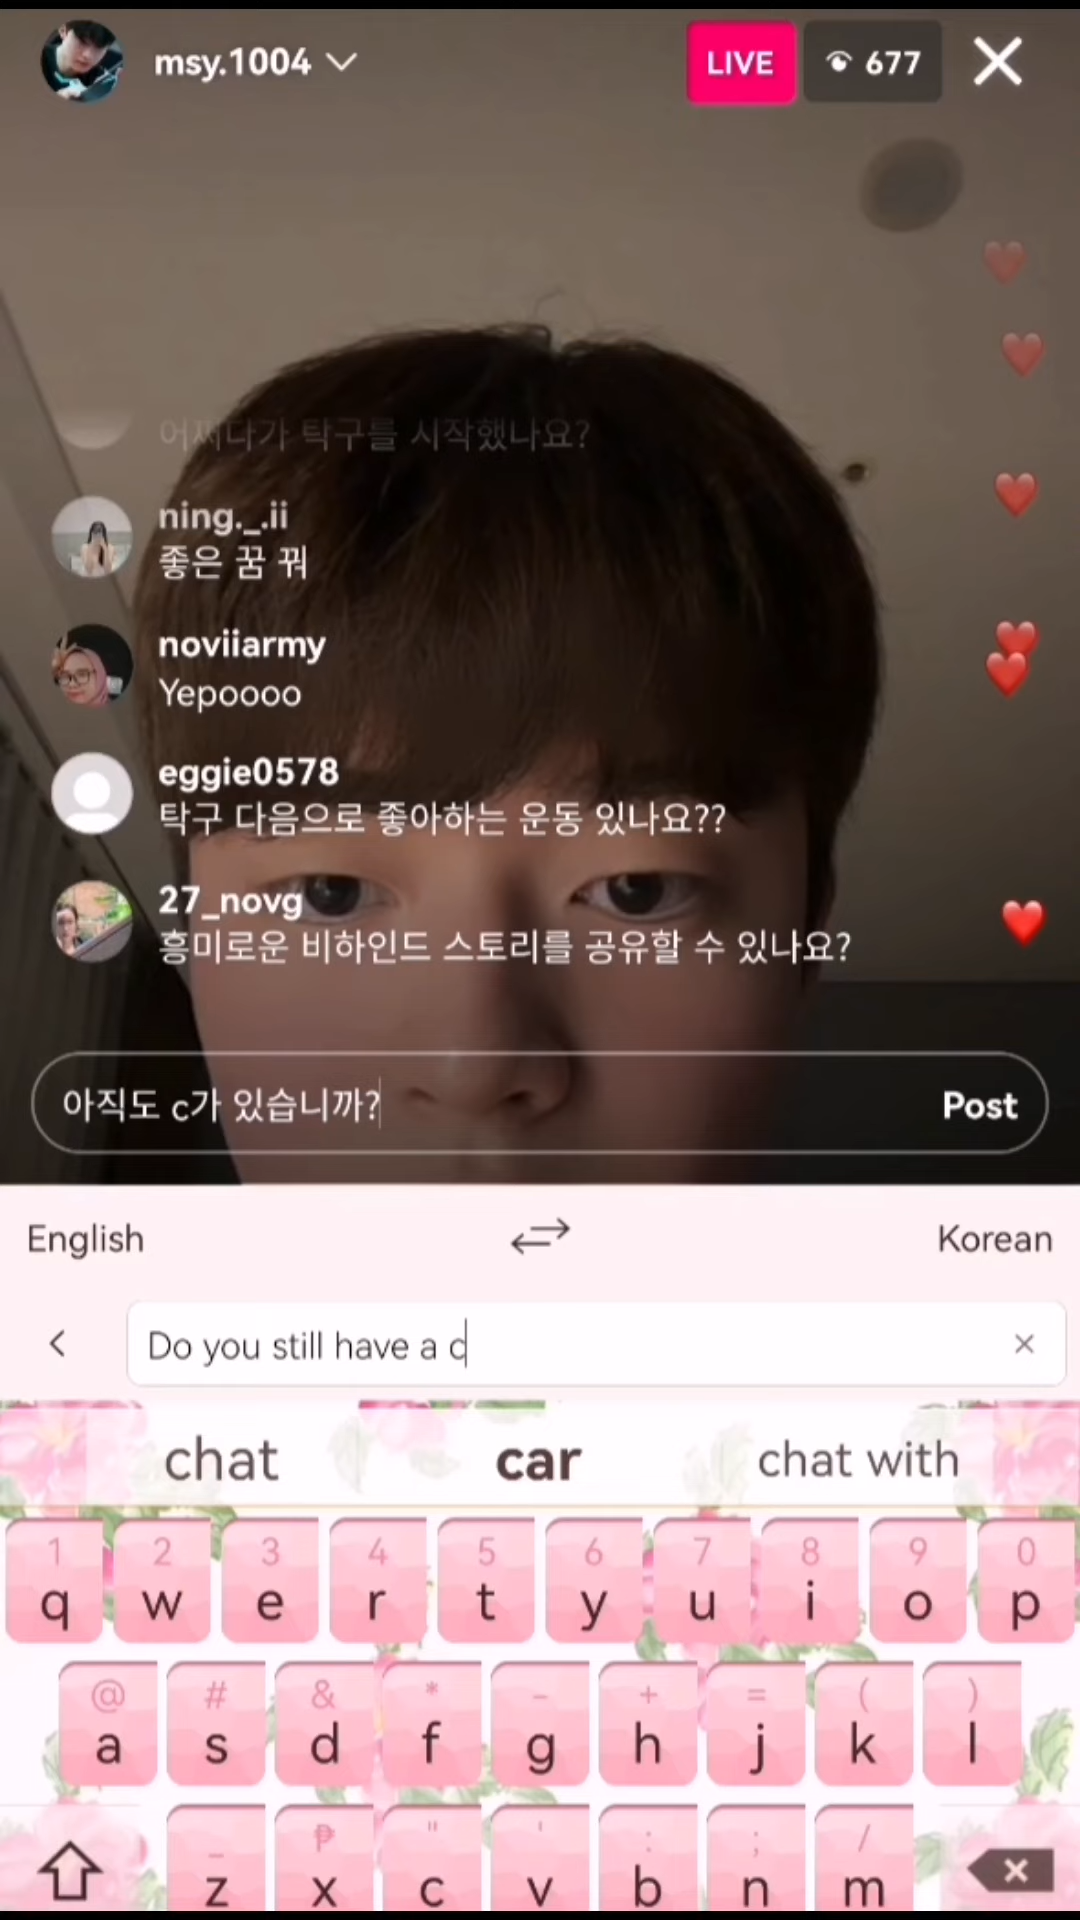 msy.1004
LIVE
677
어쩌다가 탁구를 시작했나요?
ning._.ii
좋은 꿈 꿔
noviiarmy
Yepoooo
eggie0578
탁구 다음으로 좋아하는 운동 있나요??
27_novg
흥미로운 비하인드 스토리를 공유할 수 있나요?
아직도 c가 있습니까?
Post
English
Korean
Do you still have a c
chat car chat with
1 2 3 4 5 6 7 8 9 0
q w e r t y u i o p
@ # & * - + = ( )
a s d f g h j k l
_ ₱ " ' : ; /
z x c v b n m